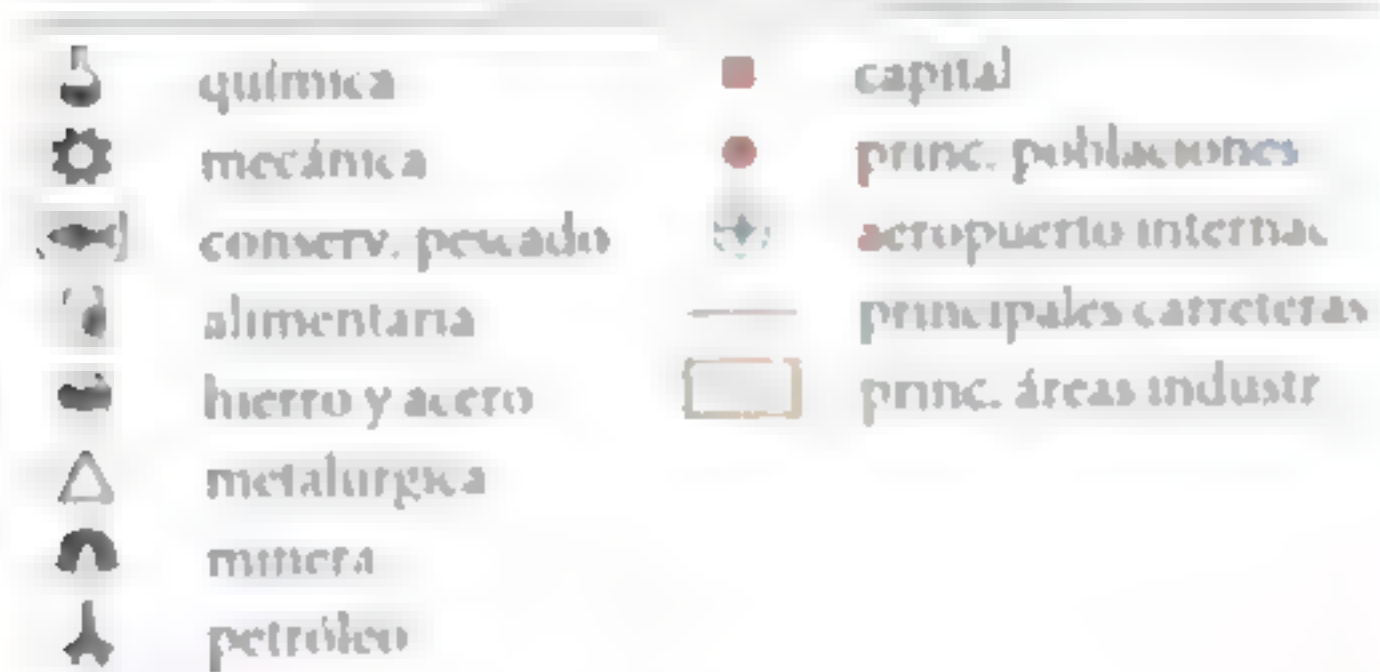 química
mecánica
conserv. pescado
alimentaria
hierro y acero
metalurgica
minera
petróleo
capital
princ. poblaciones
aeropuerto internac
principales carreteras
princ. áreas industr